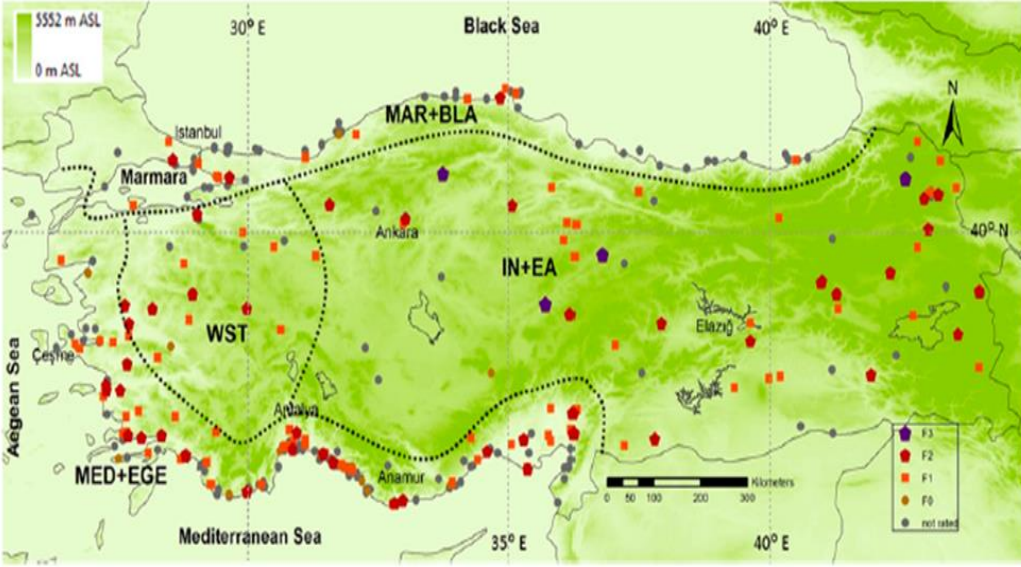 5552 m ASL
0 m ASL
30° E
Black Sea
40° E
N
MAR+BLA
Istanbul
Marmara
Ankara
40° N
IN+EA
WST
Elazığ
Çeşme
Aegean Sea
Antalya
MED+EGE
Anamur
Kilometers
0 50 100 200 300
F3
F2
F1
F0
not rated
Mediterranean Sea
35° E
40° E